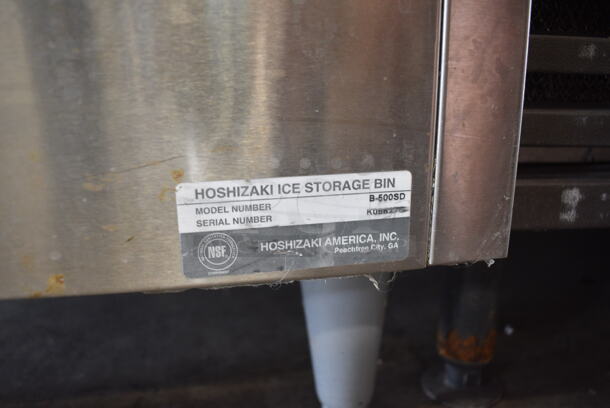 HOSHIZAKI ICE STORAGE BIN
MODEL NUMBER B-500SD
SERIAL NUMBER
NSF
HOSHIZAKI AMERICA, INC.
Peachtree City, GA